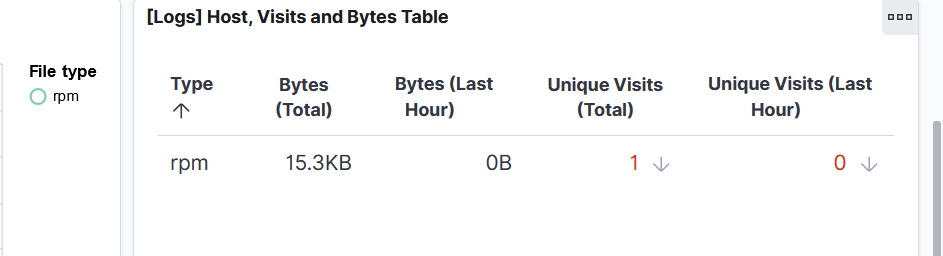 [Logs] Host, Visits and Bytes Table
File type
rpm
Type
Bytes
(Total)
Bytes (Last
Hour)
Unique Visits
(Total)
Unique Visits (Last
Hour)
rpm 15.3KB 0B 1 0